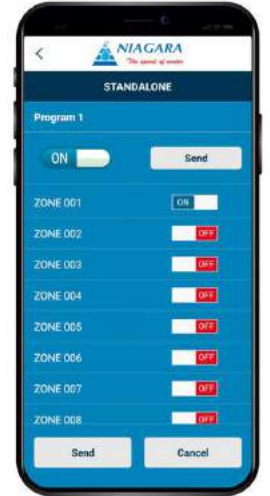 NIAGARA
The speed of water
STANDALONE
Program 1
ON Send
ZONE 001 ON
ZONE 002 OFF
ZONE 003 OFF
ZONE 004 OFF
ZONE 005 OFF
ZONE 006 OFF
ZONE 007 OFF
ZONE 008 OFF
Send Cancel